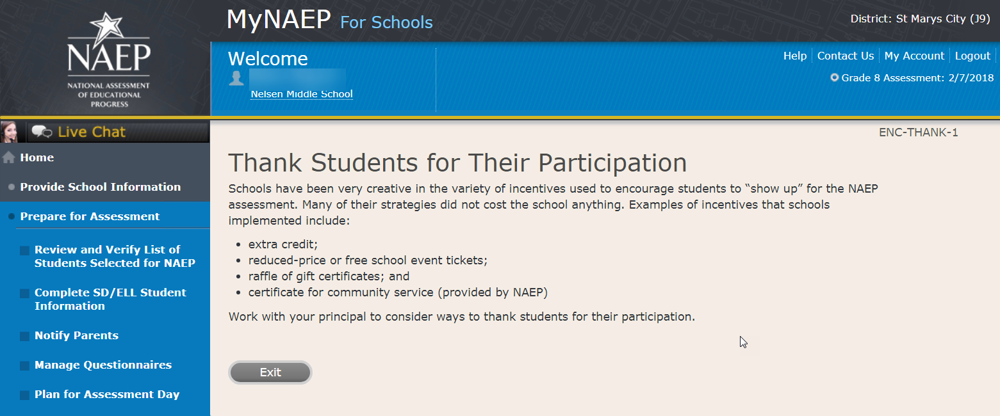 NAEP
NATIONAL ASSESSMENT
OF EDUCATIONAL
PROGRESS
MyNAEP For Schools
District: St Marys City (J9)
Welcome
Nelsen Middle School
Help
Contact Us
My Account
Logout
Grade 8 Assessment: 2/7/2018
Live Chat
Home
Provide School Information
Prepare for Assessment
Review and Verify List of
Students Selected for NAEP
Complete SD/ELL Student
Information
Notify Parents
Manage Questionnaires
Plan for Assessment Day
ENC-THANK-1
Thank Students for Their Participation
Schools have been very creative in the variety of incentives used to encourage students to “show up” for the NAEP
assessment. Many of their strategies did not cost the school anything. Examples of incentives that schools
implemented include:
• extra credit;
• reduced-price or free school event tickets;
• raffle of gift certificates; and
• certificate for community service (provided by NAEP)
Work with your principal to consider ways to thank students for their participation.
Exit